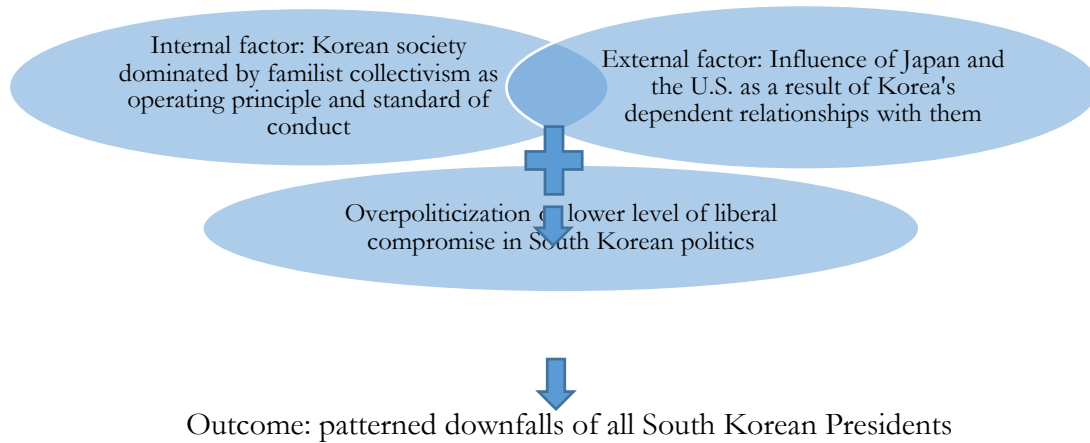 Internal factor: Korean society
dominated by familist collectivism as
operating principle and standard of
conduct
External factor: Influence of Japan and
the U.S. as a result of Korea's
dependent relationships with them
Overpoliticization lower level of liberal
compromise in South Korean politics
Outcome: patterned downfalls of all South Korean Presidents